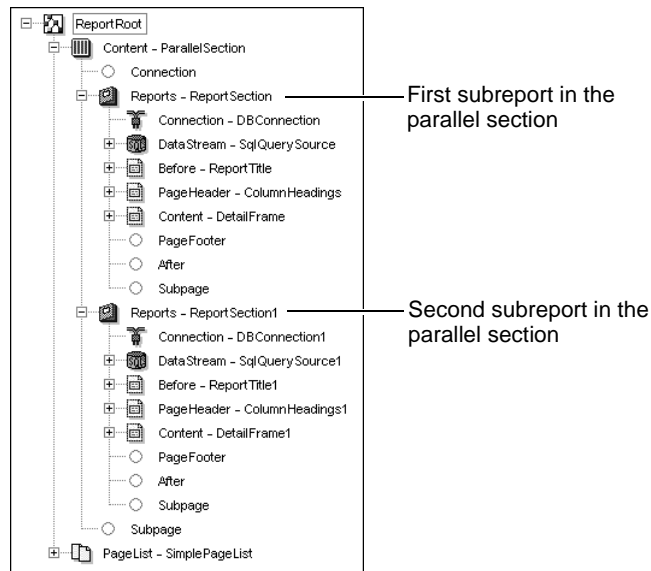 ReportRoot
Content - ParallelSection
Connection
Reports - ReportSection
First subreport in the
parallel section
Connection - DBConnection
DataStream - SqlQuerySource
Before - ReportTitle
PageHeader - ColumnHeadings
Content - DetailFrame
PageFooter
After
Subpage
Reports - ReportSection1
Second subreport in the
parallel section
Connection - DBConnection1
DataStream - SqlQuerySource1
Before - ReportTitle1
PageHeader - ColumnHeadings1
Content - DetailFrame1
PageFooter
After
Subpage
Subpage
PageList - SimplePageList